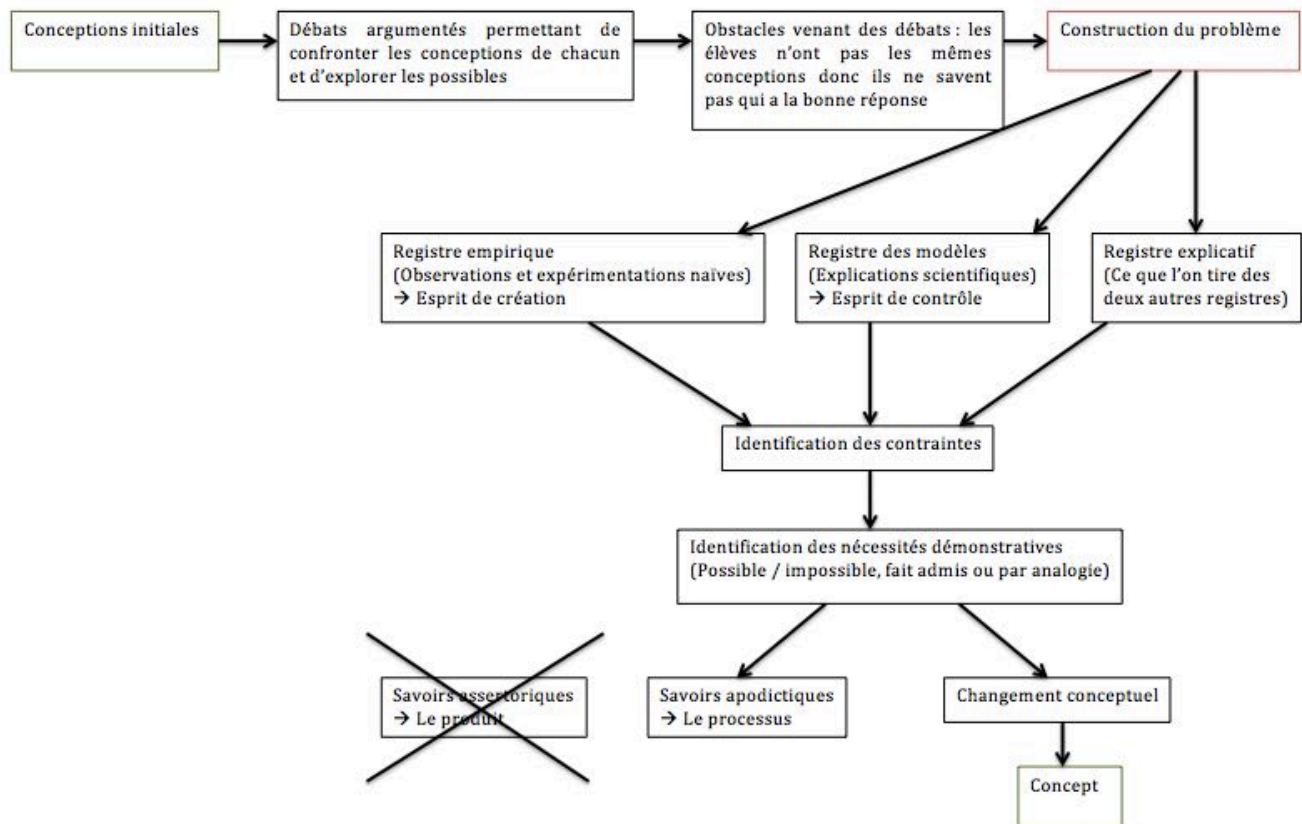 Conceptions initiales
Débats argumentés permettant de
confronter les conceptions de chacun
et d'explorer les possibles
Obstacles venant des débats : les
élèves n'ont pas les mêmes
conceptions donc ils ne savent
pas qui a la bonne réponse
Construction du problème
Registre empirique
(Observations et expérimentations naïves)
→ Esprit de création
Registre des modèles
(Explications scientifiques)
→ Esprit de contrôle
Registre explicatif
(Ce que l'on tire des
deux autres registres)
Identification des contraintes
Identification des nécessités démonstratives
(Possible / impossible, fait admis ou par analogie)
Savoirs assertoriques
→ Le produit
Savoirs apodictiques
→ Le processus
Changement conceptuel
Concept